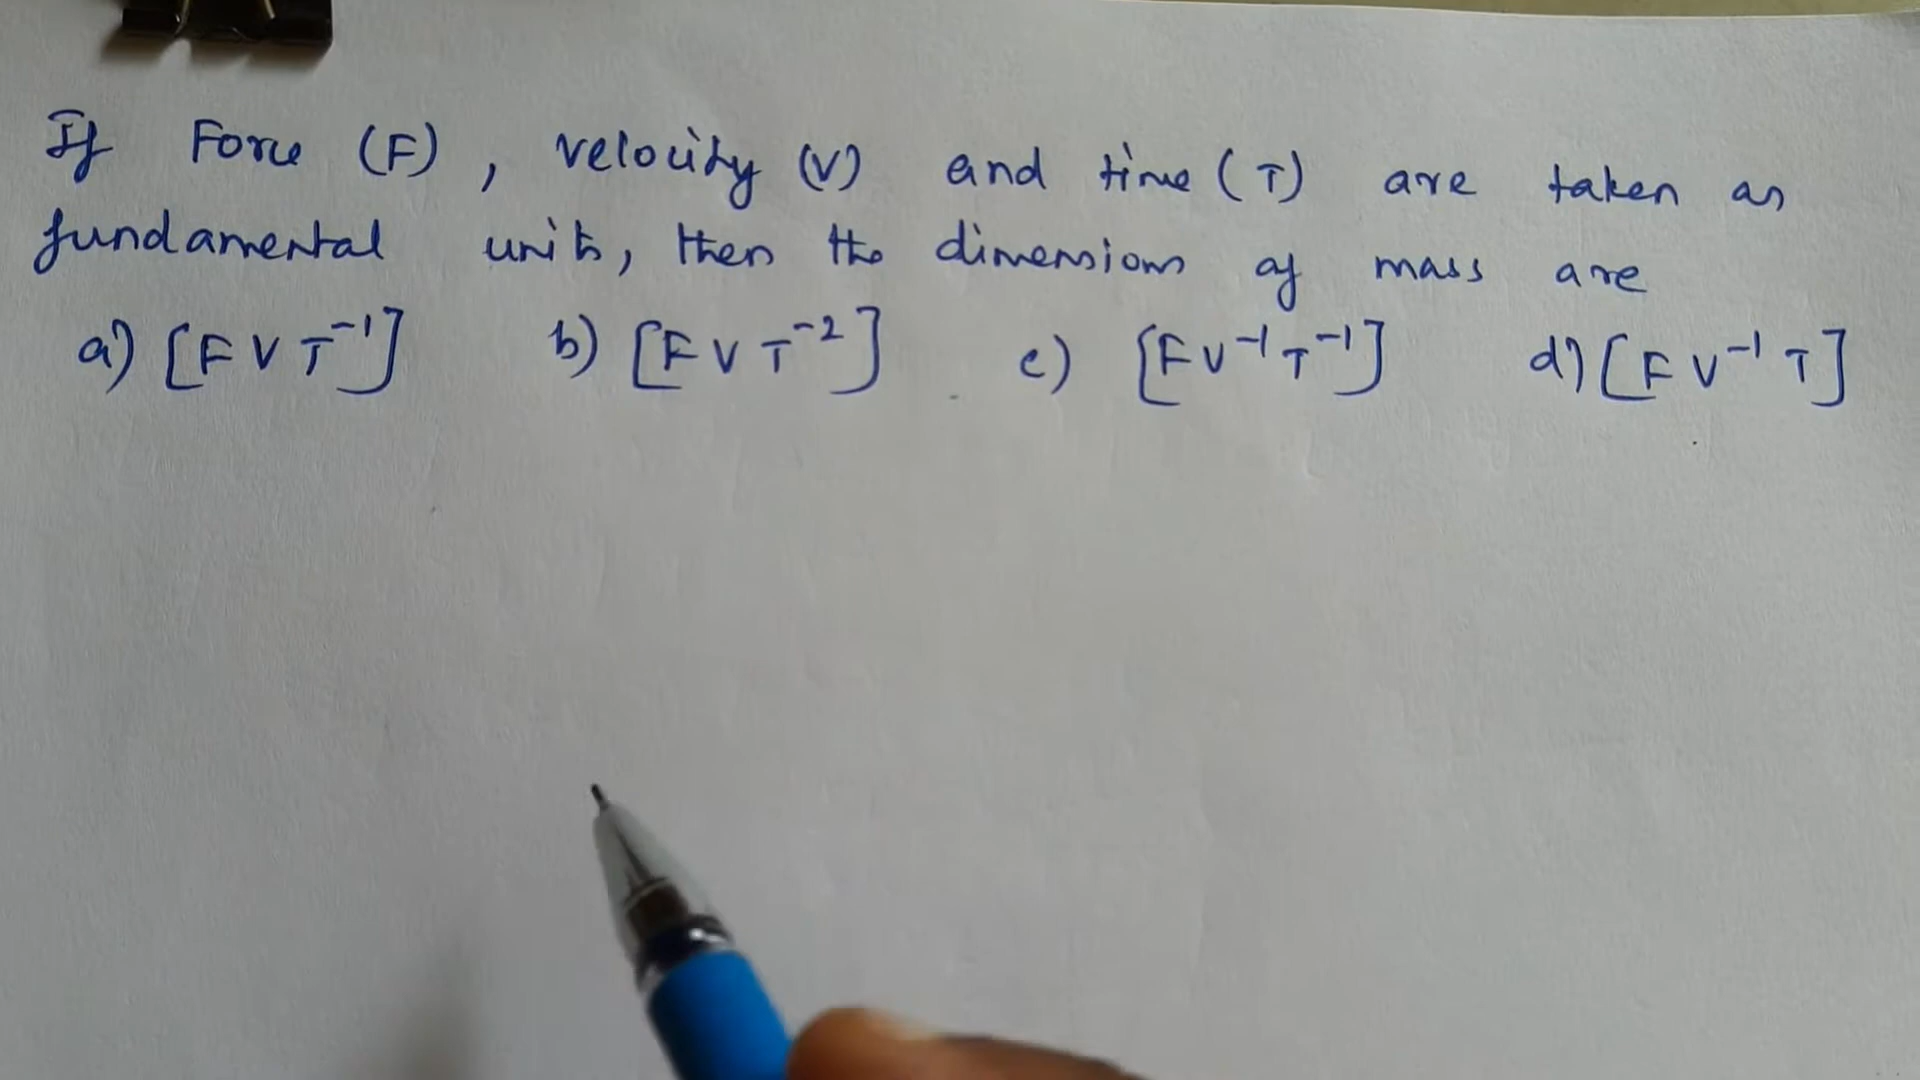 If Force (F), velocity (V) and time (T) are taken as
fundamental units, then the dimensions of mass are
a) [F V T⁻¹] b) [F V T⁻²] c) [F V⁻¹ T⁻¹] d) [F V⁻¹ T]